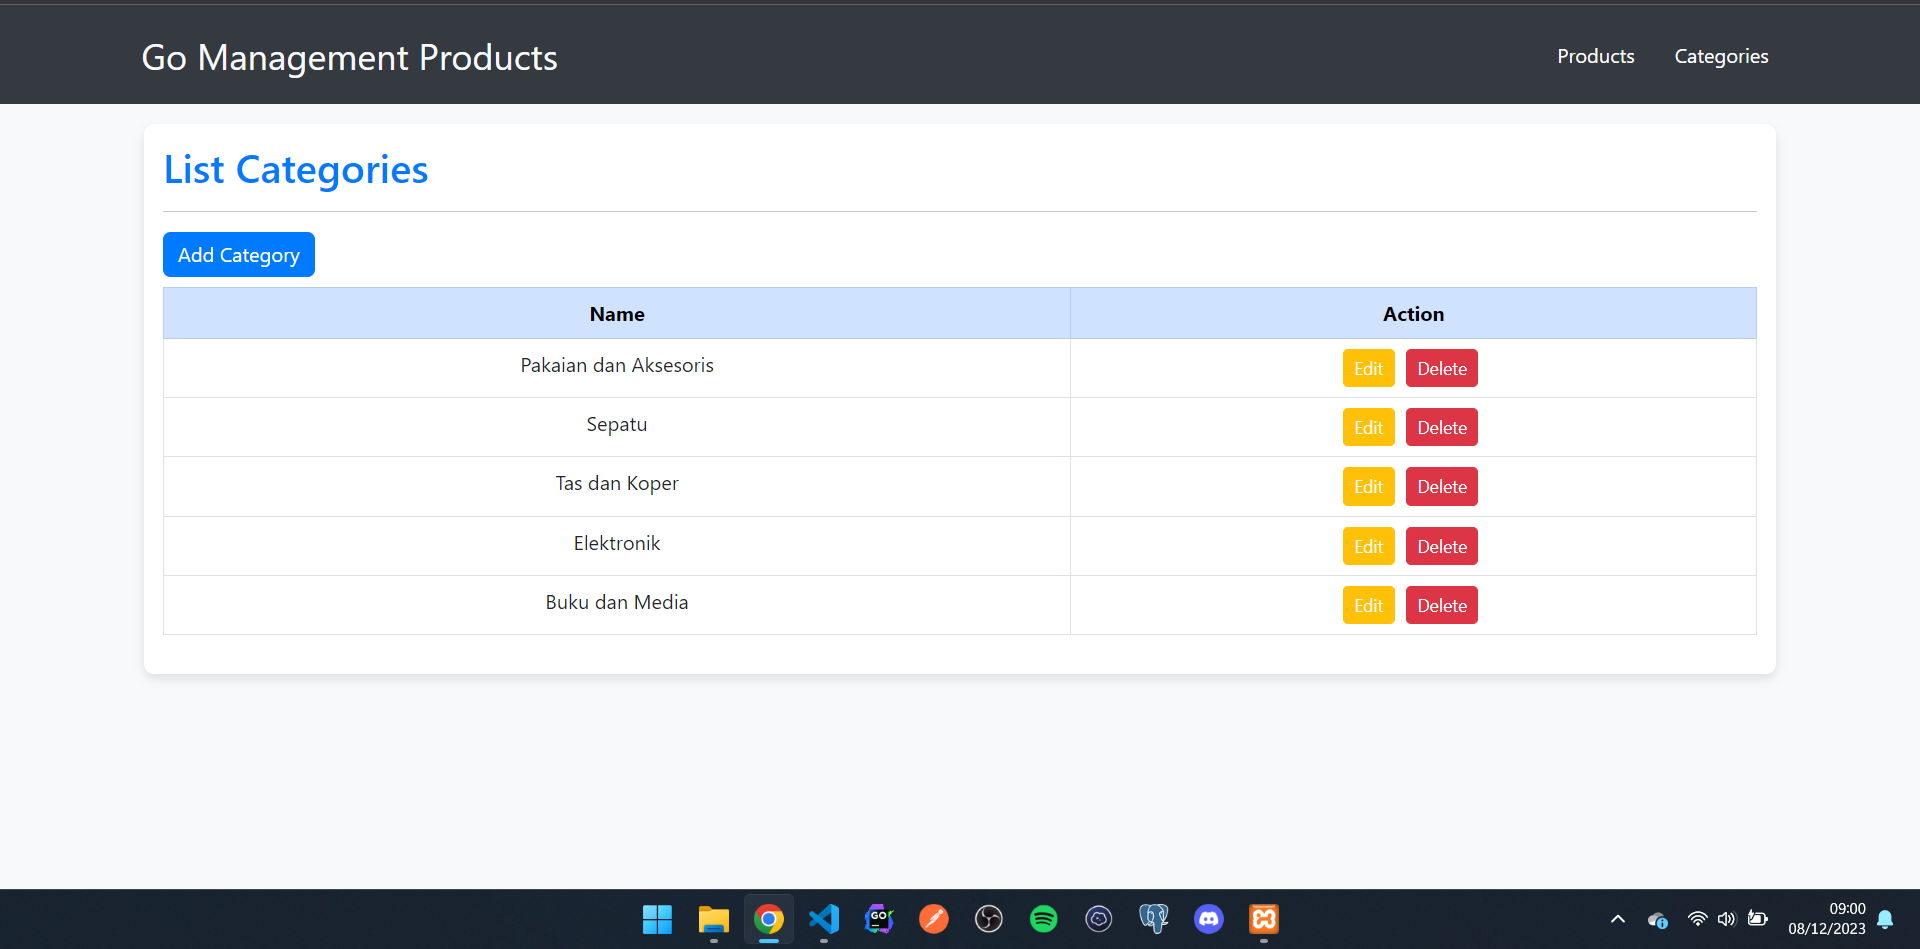 Go Management Products
Products Categories
List Categories
Add Category
Name Action
Pakaian dan Aksesoris Edit Delete
Sepatu Edit Delete
Tas dan Koper Edit Delete
Elektronik Edit Delete
Buku dan Media Edit Delete
GO
09:00
08/12/2023